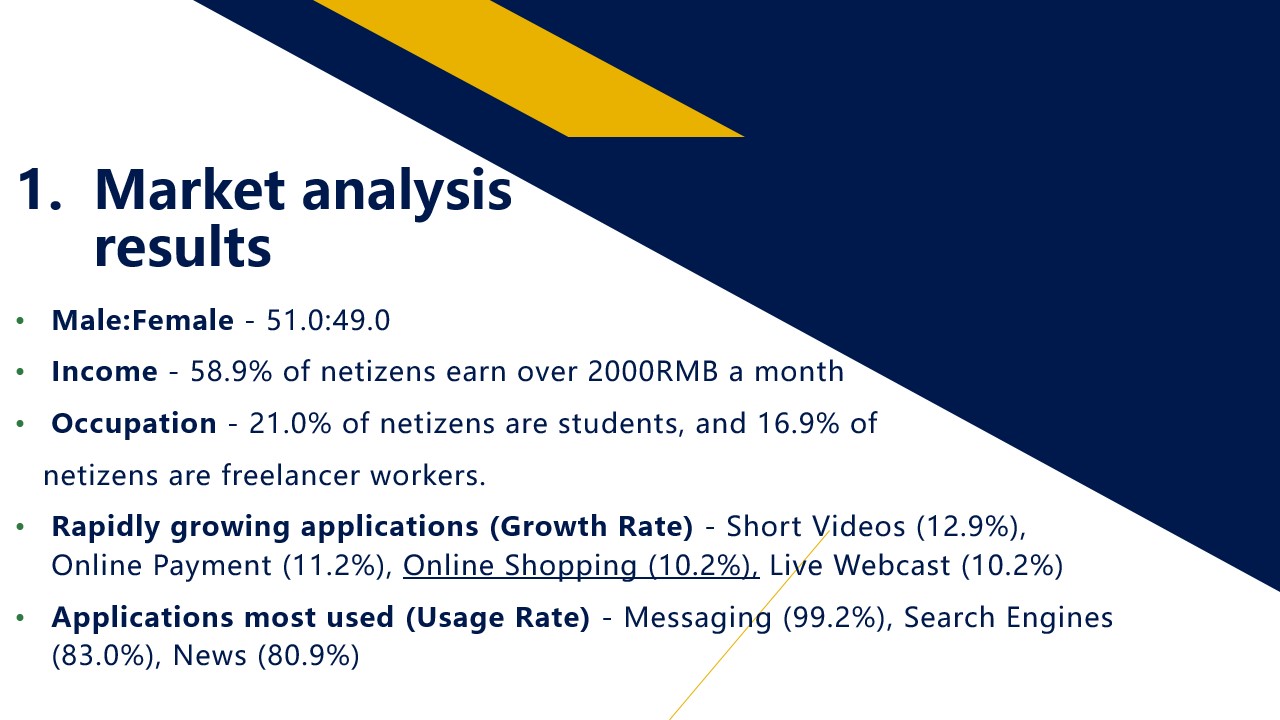 1. Market analysis
results
• Male:Female - 51.0:49.0
• Income - 58.9% of netizens earn over 2000RMB a month
• Occupation - 21.0% of netizens are students, and 16.9% of
netizens are freelancer workers.
• Rapidly growing applications (Growth Rate) - Short Videos (12.9%),
Online Payment (11.2%), Online Shopping (10.2%), Live Webcast (10.2%)
• Applications most used (Usage Rate) - Messaging (99.2%), Search Engines
(83.0%), News (80.9%)